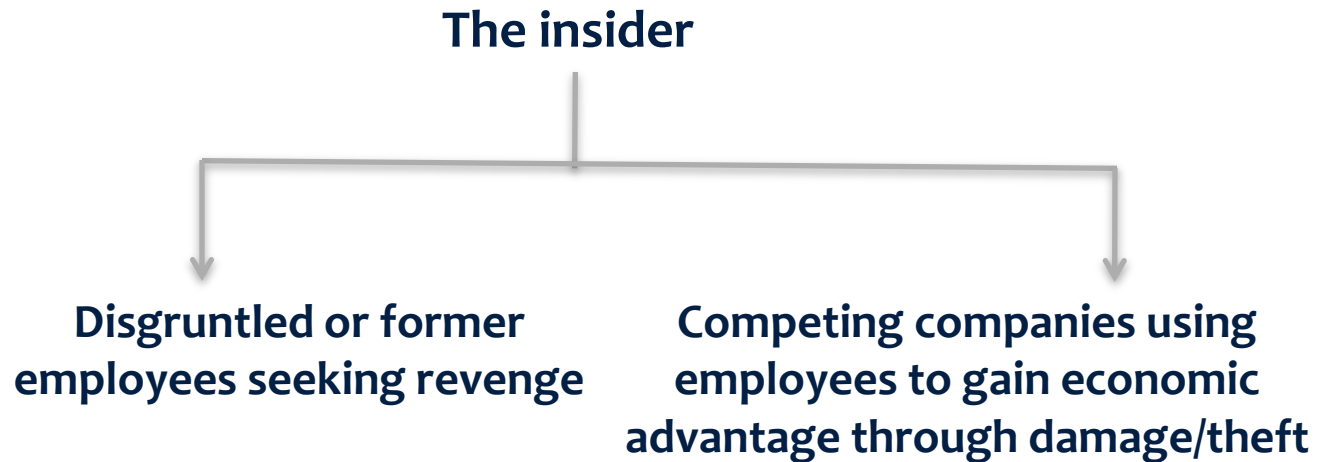 The insider
Disgruntled or former
employees seeking revenge
Competing companies using
employees to gain economic
advantage through damage/theft